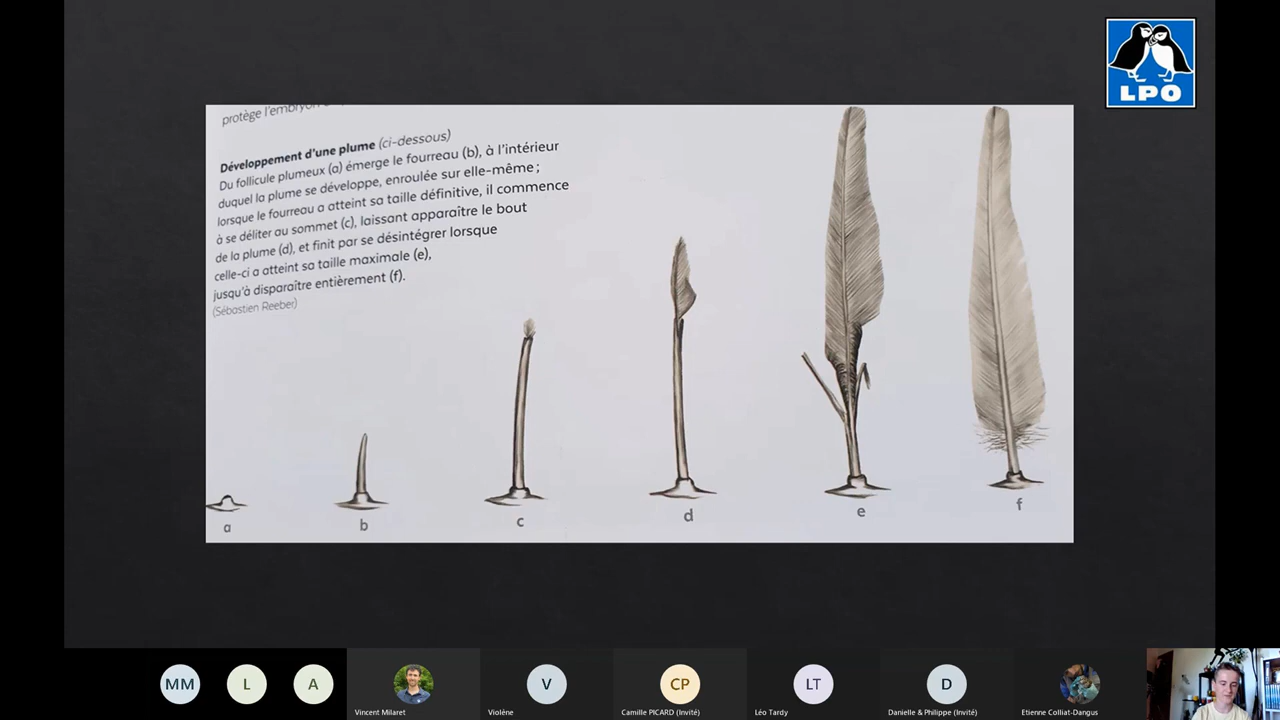 LPO
protège l'embryon
Développement d'une plume (ci-dessous)
Du follicule plumeux (a) émerge le fourreau (b), à l'intérieur
duquel la plume se développe, enroulée sur elle-même ;
lorsque le fourreau a atteint sa taille définitive, il commence
à se déliter au sommet (c), laissant apparaître le bout
de la plume (d), et finit par se désintégrer lorsque
celle-ci a atteint sa taille maximale (e),
jusqu'à disparaître entièrement (f).
(Sébastien Reeber)
a
b
c
d
e
f
MM
L
A
Vincent Milaret
V
Violène
CP
Camille PICARD (Invité)
LT
Léo Tardy
D
Danielle & Philippe (Invité)
Etienne Colliat-Dangus